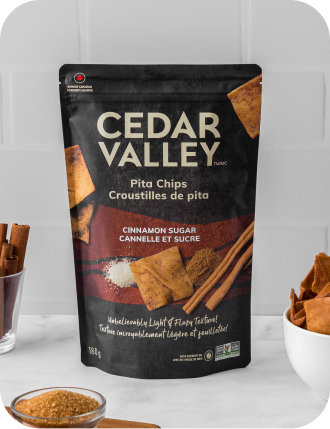 CEDAR
VALLEY
Pita Chips
Croustilles de pita
CINNAMON SUGAR
CANNELLE ET SUCRE
Unbelievably Light & Flaky Texture!
Texture incroyablement légère et feuilletée!
180g